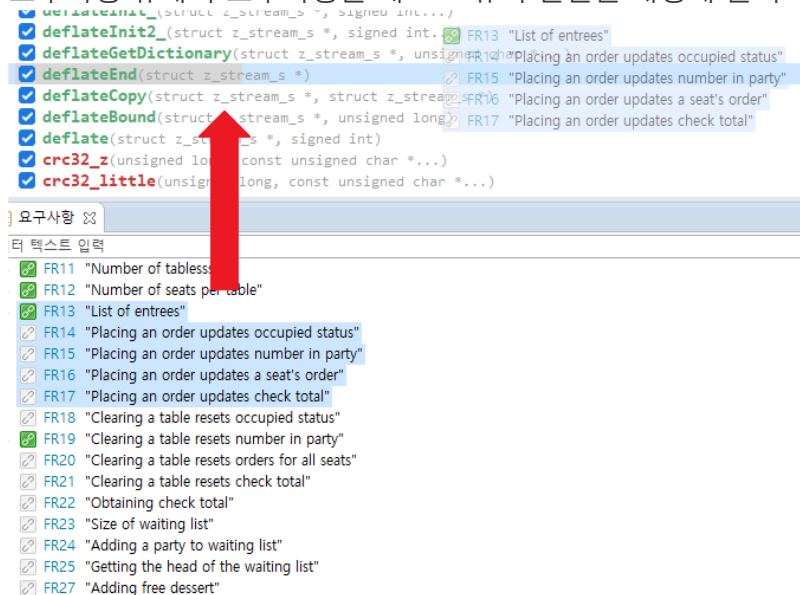 deflateInit_(struct z_stream_s *, signed int...)
deflateInit2_(struct z_stream_s *, signed int...
deflateGetDictionary(struct z_stream_s *, unsigned char *...)
deflateEnd(struct z_stream_s *)
deflateCopy(struct z_stream_s *, struct z_stream_s *)
deflateBound(struct z_stream_s *, unsigned long)
deflate(struct z_stream_s *, signed int)
crc32_z(unsigned long, const unsigned char *...)
crc32_little(unsigned long, const unsigned char *...)
FR13 "List of entrees"
FR14 "Placing an order updates occupied status"
FR15 "Placing an order updates number in party"
FR16 "Placing an order updates a seat's order"
FR17 "Placing an order updates check total"
요구사항
터 텍스트 입력
FR11 "Number of tables
FR12 "Number of seats per table"
FR13 "List of entrees"
FR14 "Placing an order updates occupied status"
FR15 "Placing an order updates number in party"
FR16 "Placing an order updates a seat's order"
FR17 "Placing an order updates check total"
FR18 "Clearing a table resets occupied status"
FR19 "Clearing a table resets number in party"
FR20 "Clearing a table resets orders for all seats"
FR21 "Clearing a table resets check total"
FR22 "Obtaining check total"
FR23 "Size of waiting list"
FR24 "Adding a party to waiting list"
FR25 "Getting the head of the waiting list"
FR27 "Adding free dessert"